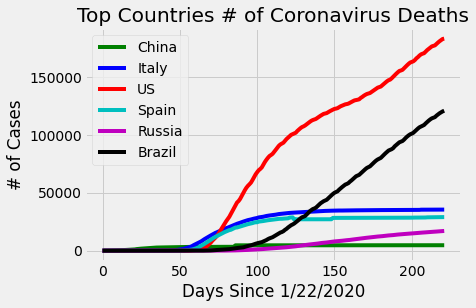 Top Countries # of Coronavirus Deaths
China
Italy
US
Spain
Russia
Brazil
# of Cases
150000
100000
50000
0
0 50 100 150 200
Days Since 1/22/2020